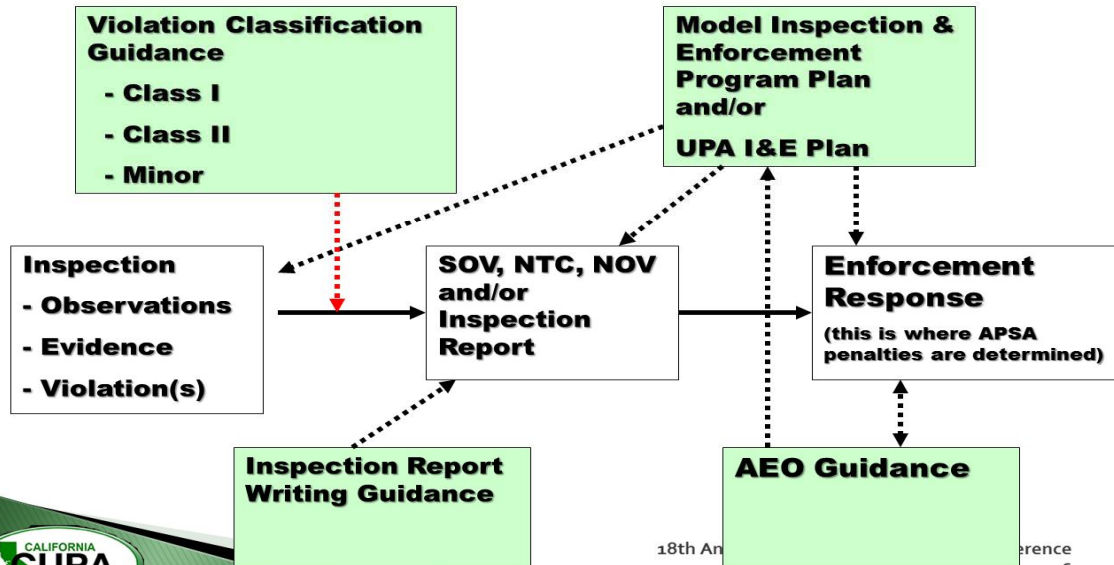 Violation Classification
Guidance
- Class I
- Class II
- Minor
Model Inspection &
Enforcement
Program Plan
and/or
UPA I&E Plan
Inspection
- Observations
- Evidence
- Violation(s)
SOV, NTC, NOV
and/or
Inspection
Report
Enforcement
Response
(this is where APSA
penalties are determined)
Inspection Report
Writing Guidance
AEO Guidance
CALIFORNIA
CUPA
18th An
erence